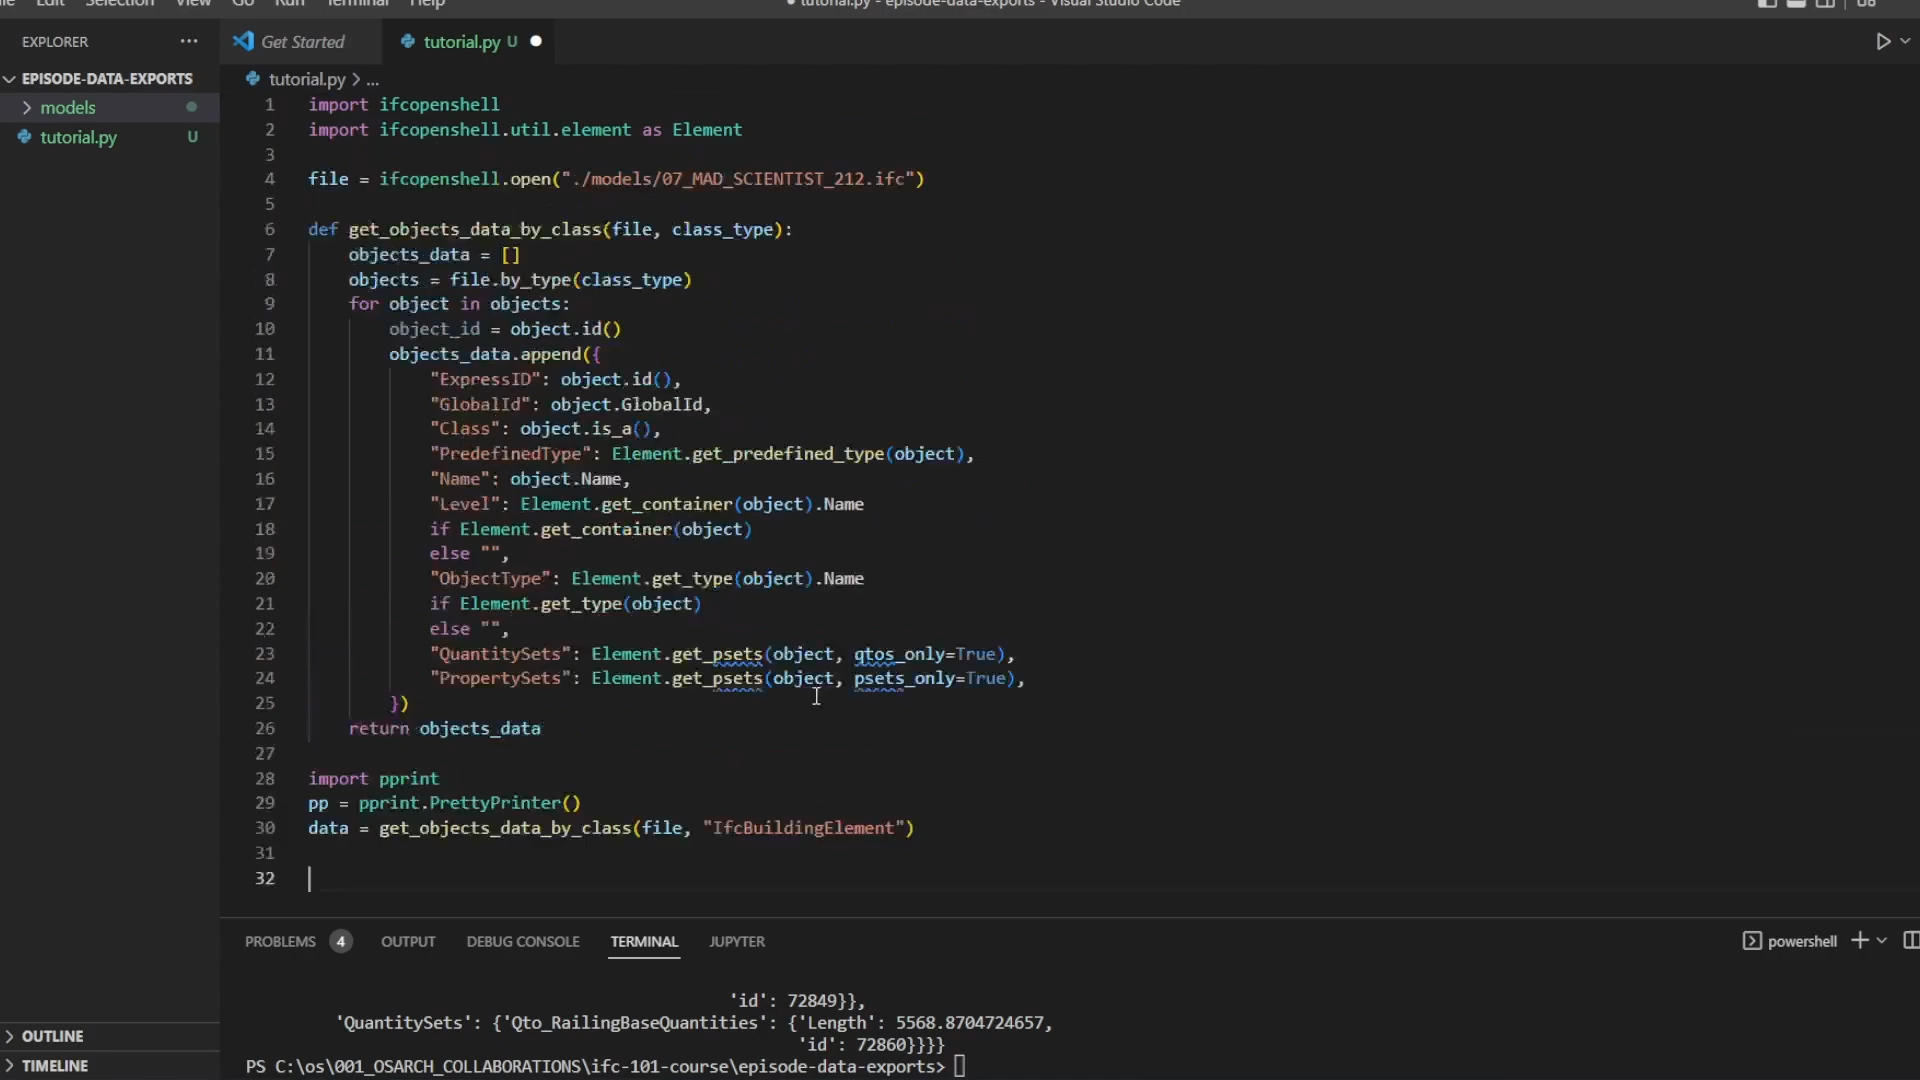 Edit Selection View Go Run Terminal Help
tutorial.py - episode-data-exports - Visual Studio Code
EXPLORER
Get Started
tutorial.py U
EPISODE-DATA-EXPORTS
models
tutorial.py U
tutorial.py > ...
1 import ifcopenshell
2 import ifcopenshell.util.element as Element
3
4 file = ifcopenshell.open("./models/07_MAD_SCIENTIST_212.ifc")
5
6 def get_objects_data_by_class(file, class_type):
7 objects_data = []
8 objects = file.by_type(class_type)
9 for object in objects:
10 object_id = object.id()
11 objects_data.append({
12 "ExpressID": object.id(),
13 "GlobalId": object.GlobalId,
14 "Class": object.is_a(),
15 "PredefinedType": Element.get_predefined_type(object),
16 "Name": object.Name,
17 "Level": Element.get_container(object).Name
18 if Element.get_container(object)
19 else "",
20 "ObjectType": Element.get_type(object).Name
21 if Element.get_type(object)
22 else "",
23 "QuantitySets": Element.get_psets(object, qtos_only=True),
24 "PropertySets": Element.get_psets(object, psets_only=True),
25 })
26 return objects_data
27
28 import pprint
29 pp = pprint.PrettyPrinter()
30 data = get_objects_data_by_class(file, "IfcBuildingElement")
31
32
PROBLEMS 4 OUTPUT DEBUG CONSOLE TERMINAL JUPYTER
powershell
'id': 72849}},
'QuantitySets': {'Qto_RailingBaseQuantities': {'Length': 5568.8704724657,
'id': 72860}}}}
PS C:\os\001_OSARCH_COLLABORATIONS\ifc-101-course\episode-data-exports>
OUTLINE
TIMELINE